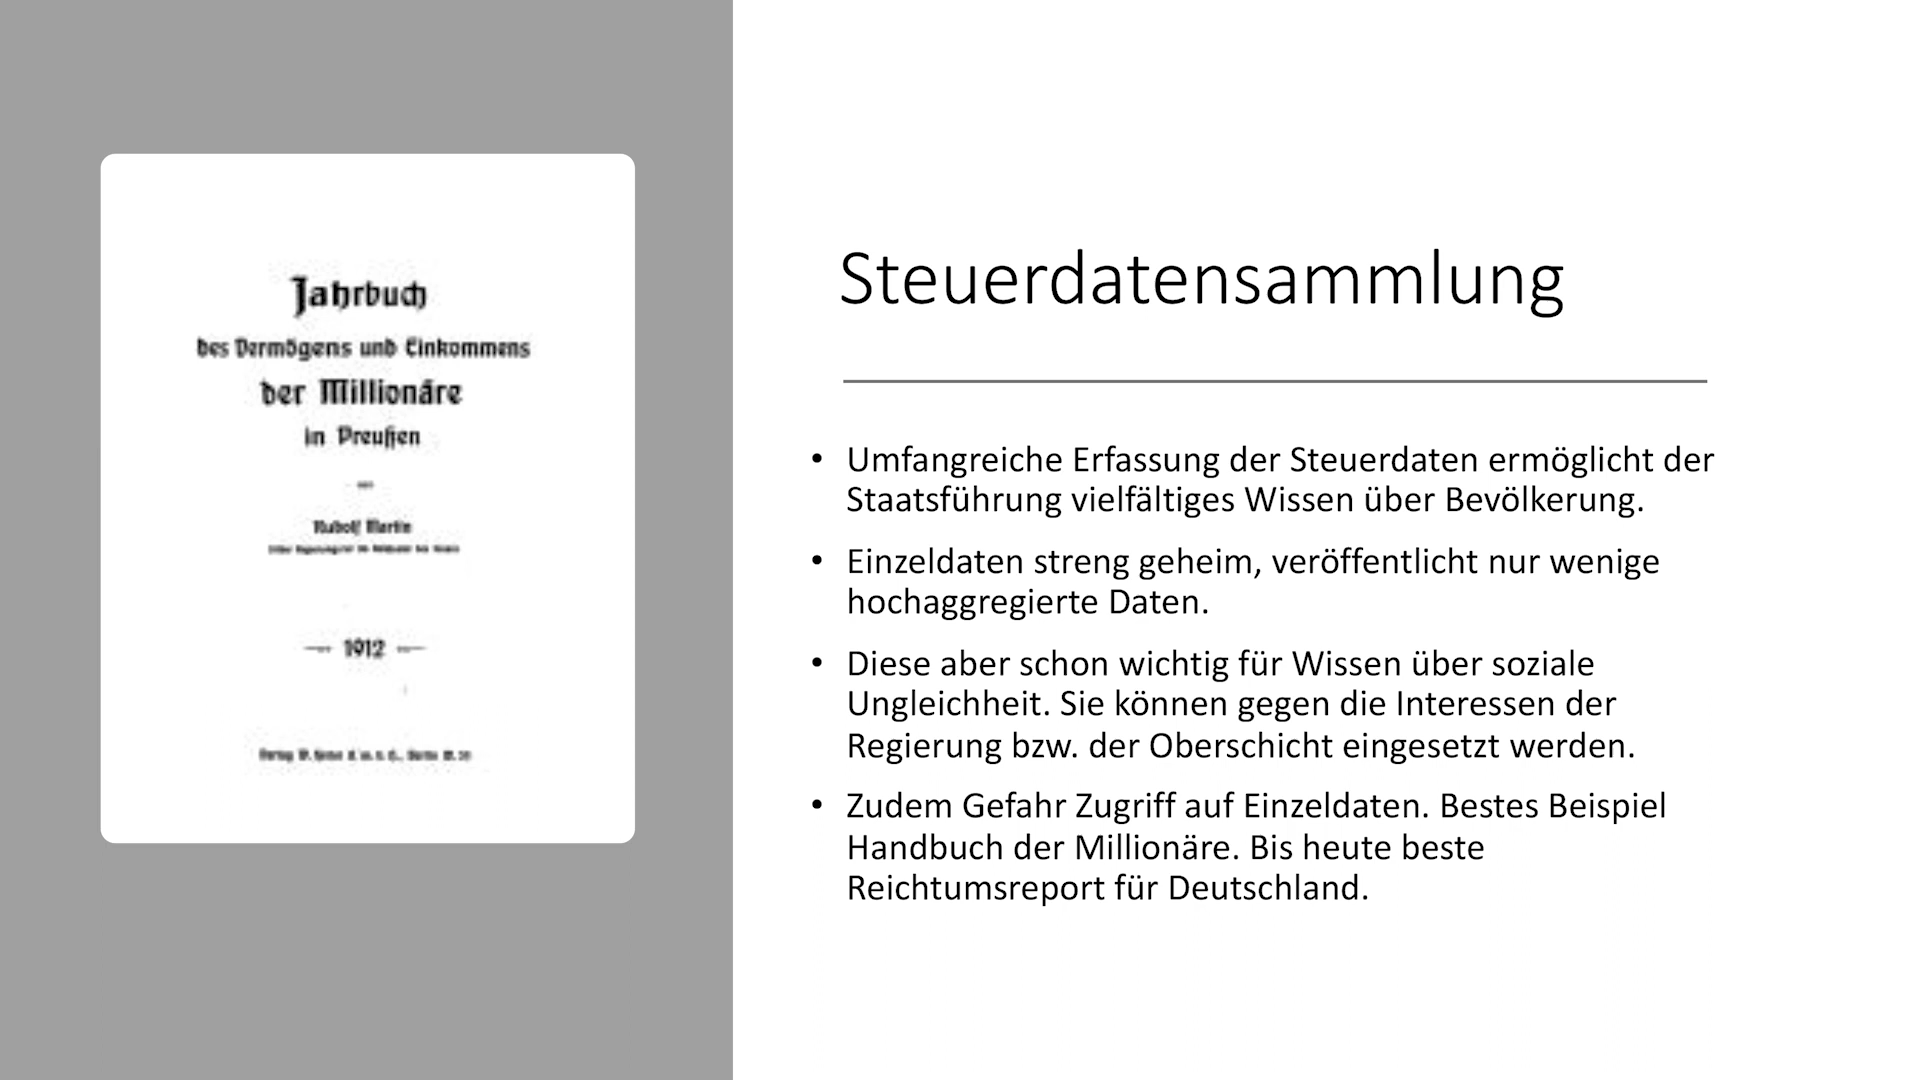 Jahrbuch
des Vermögens und Einkommens
der Millionäre
in Preußen
Rudolf Martin
— 1912 —
Steuerdatensammlung
• Umfangreiche Erfassung der Steuerdaten ermöglicht der
Staatsführung vielfältiges Wissen über Bevölkerung.
• Einzeldaten streng geheim, veröffentlicht nur wenige
hochaggregierte Daten.
• Diese aber schon wichtig für Wissen über soziale
Ungleichheit. Sie können gegen die Interessen der
Regierung bzw. der Oberschicht eingesetzt werden.
• Zudem Gefahr Zugriff auf Einzeldaten. Bestes Beispiel
Handbuch der Millionäre. Bis heute beste
Reichtumsreport für Deutschland.